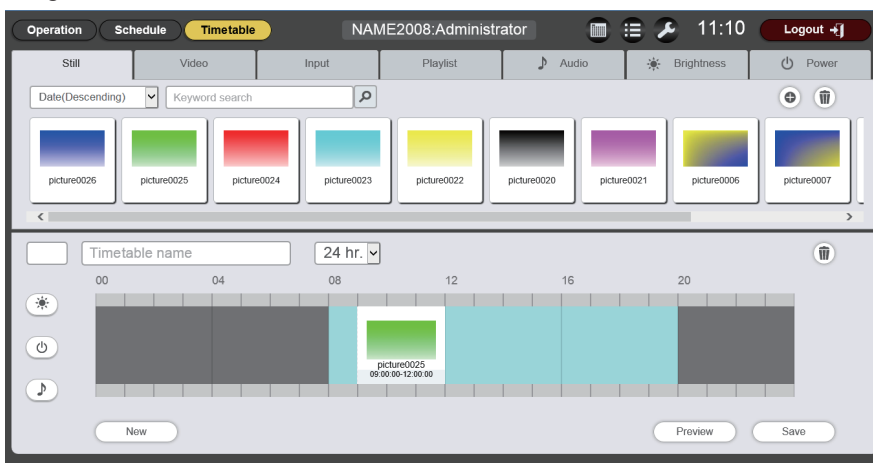 Operation Schedule Timetable NAME2008:Administrator 11:10 Logout
Still Video Input Playlist Audio Brightness Power
Date(Descending) Keyword search
picture0026 picture0025 picture0024 picture0023 picture0022 picture0020 picture0021 picture0006 picture0007
Timetable name 24 hr.
00 04 08 12 16 20
picture0025
09:00:00-12:00:00
New Preview Save